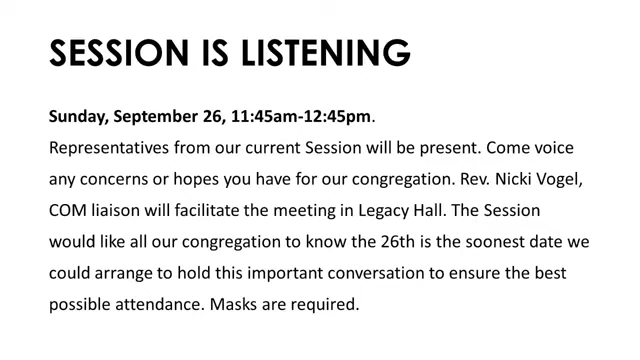 SESSION IS LISTENING
Sunday, September 26, 11:45am-12:45pm.
Representatives from our current Session will be present. Come voice
any concerns or hopes you have for our congregation. Rev. Nicki Vogel,
COM liaison will facilitate the meeting in Legacy Hall. The Session
would like all our congregation to know the 26th is the soonest date we
could arrange to hold this important conversation to ensure the best
possible attendance. Masks are required.